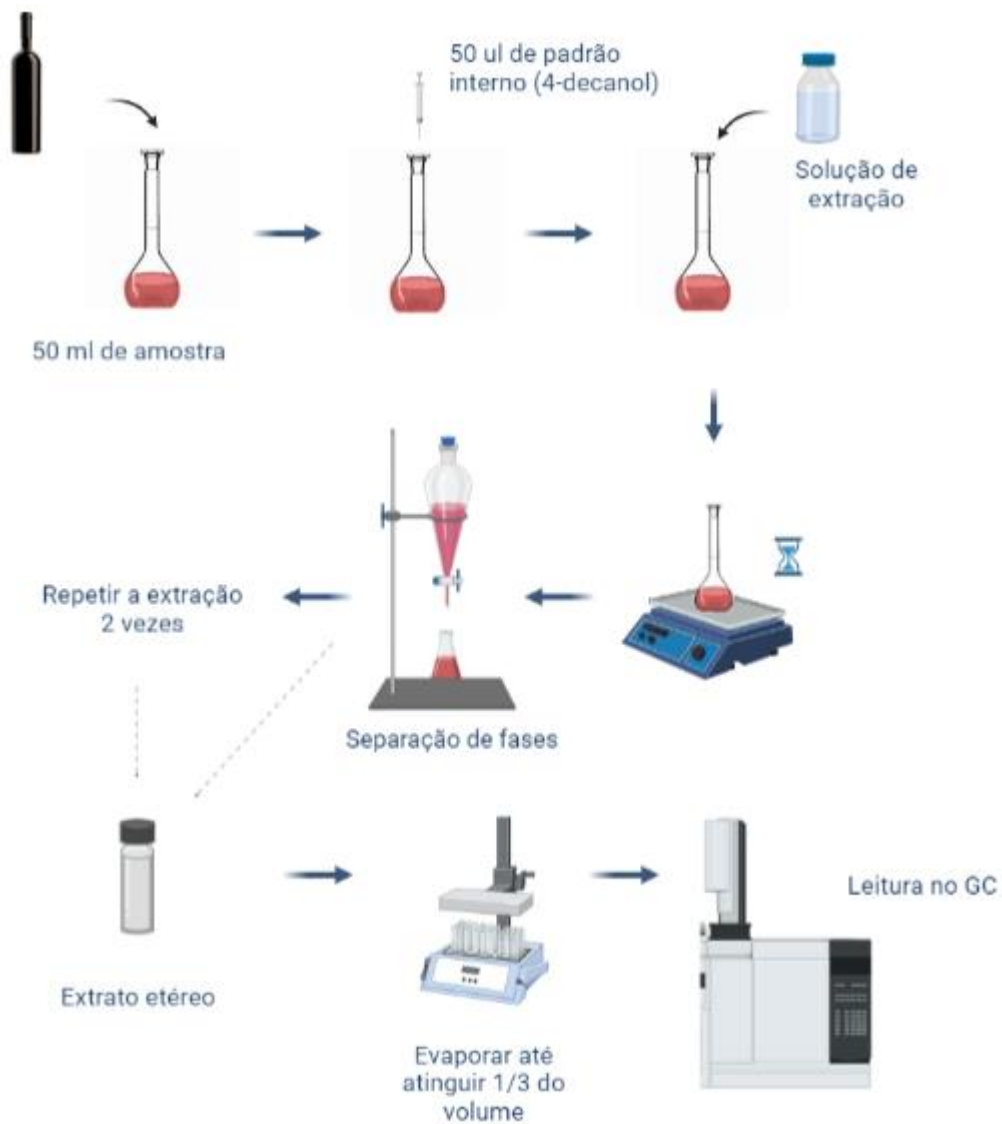 50 ul de padrão
interno (4-decanol)
Solução de
extração
50 ml de amostra
Repetir a extração
2 vezes
Separação de fases
Extrato etéreo
Evaporar até
atinguir 1/3 do
volume
Leitura no GC